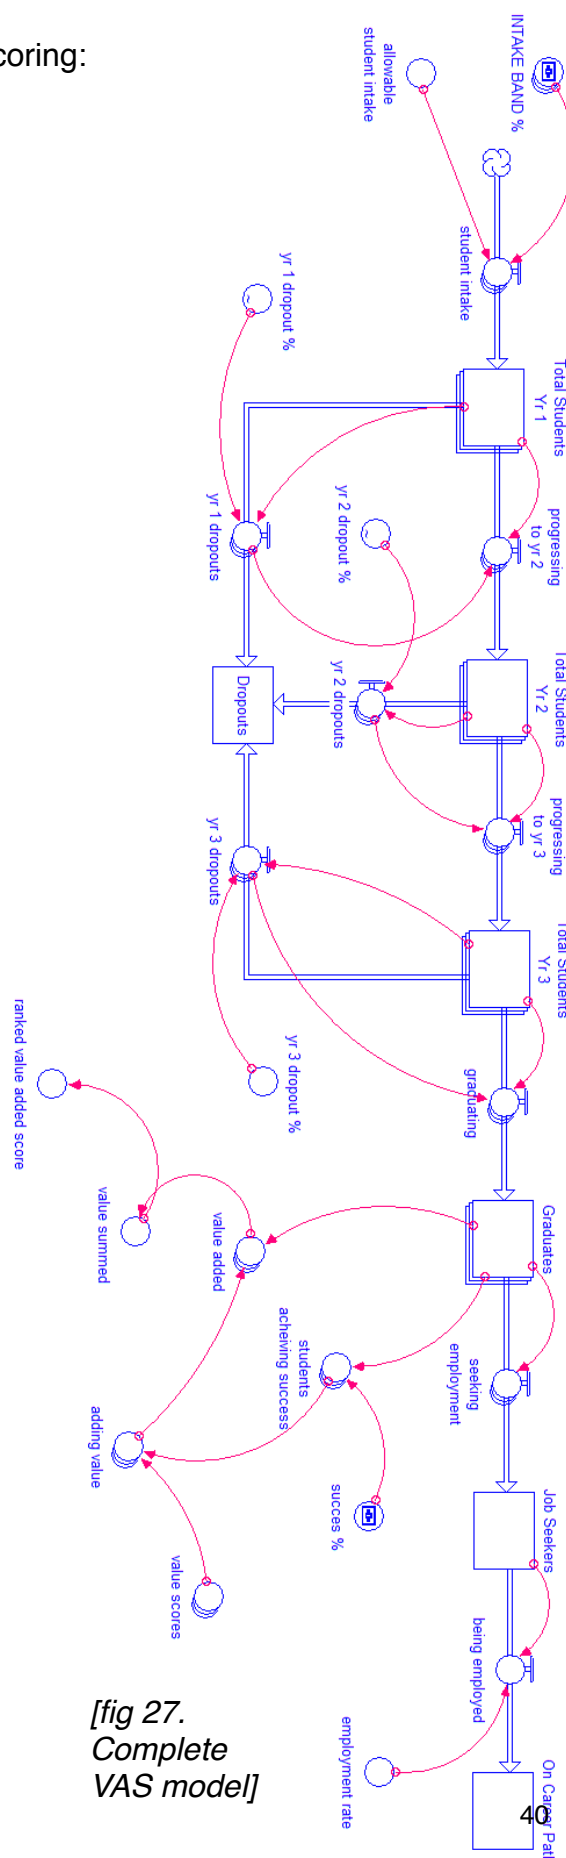 coring:
INTAKE BAND %
allowable
student intake
student intake
yr 1 dropout %
Total Students
Yr 1
yr 1 dropouts
yr 2 dropout %
progressing
to yr 2
Total Students
Yr 2
Dropouts
yr 2 dropouts
progressing
to yr 3
yr 3 dropouts
Total Students
Yr 3
yr 3 dropout %
graduating
ranked value added score
value summed
value added
Graduates
students
acheiving success
seeking
employment
adding value
succes %
value scores
Job Seekers
being employed
employment rate
On Career Patl
[fig 27.
Complete
VAS model]
40